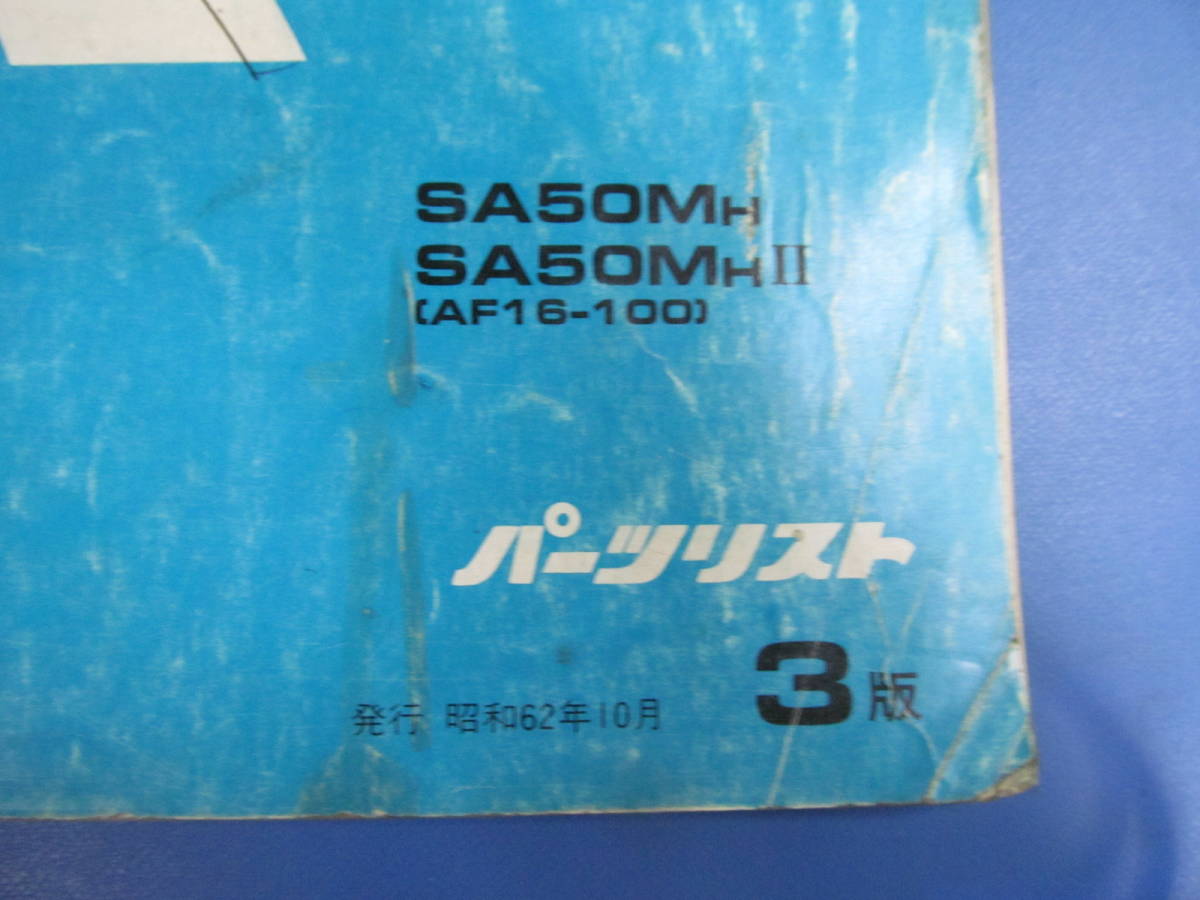 SA50MH
SA50MHII
(AF16-100)
パーツリスト
3版
発行 昭和62年10月